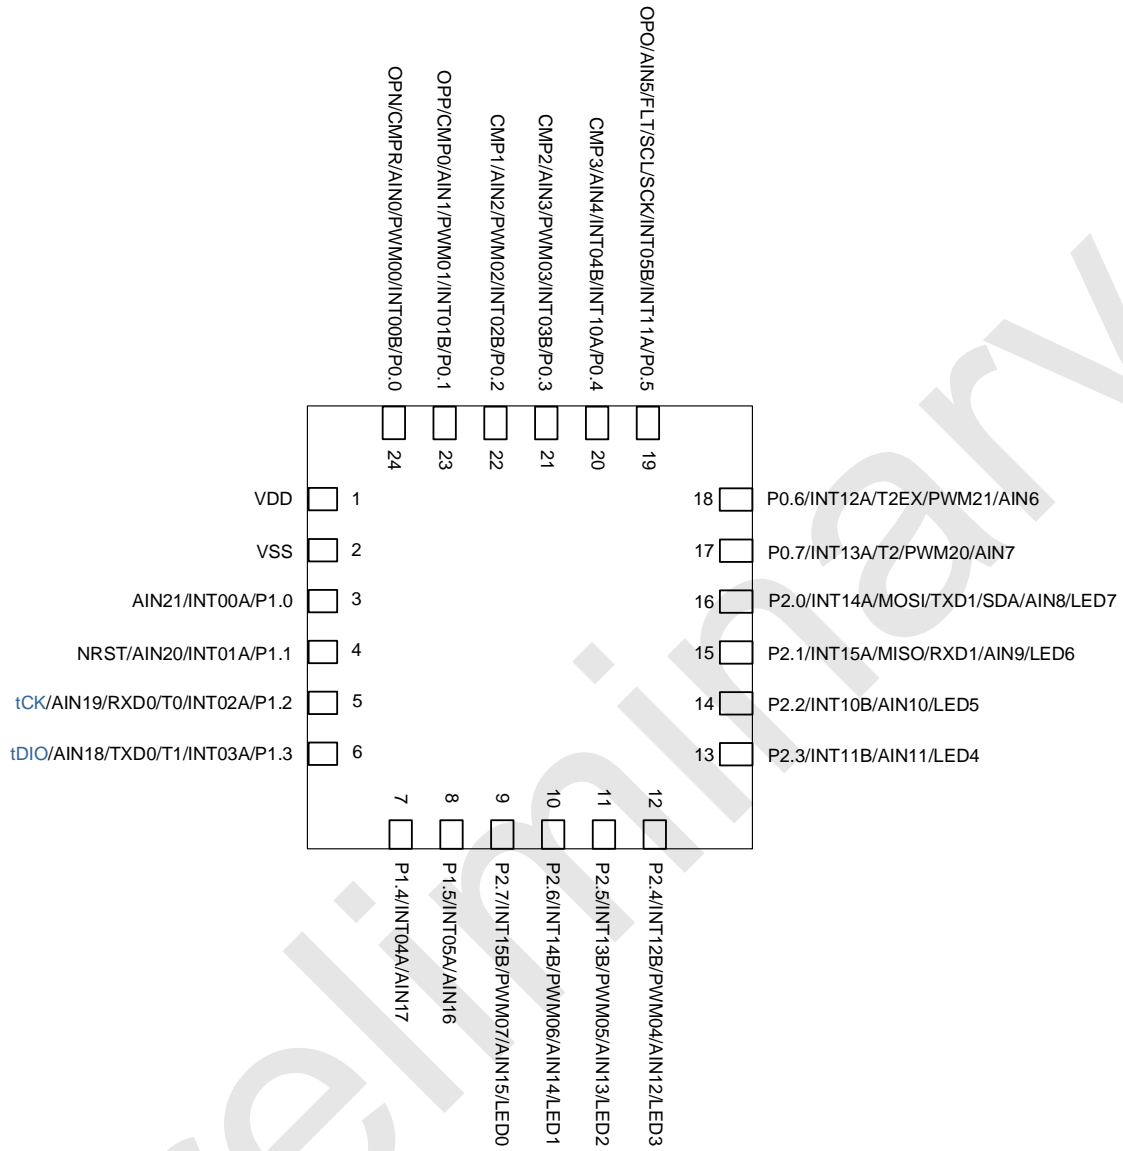 OPN/CMPR/AIN0/PWM00/INT00B/P0.0
OPP/CMP0/AIN1/PWM01/INT01B/P0.1
CMP1/AIN2/PWM02/INT02B/P0.2
CMP2/AIN3/PWM03/INT03B/P0.3
CMP3/AIN4/INT04B/INT10A/P0.4
OPO/AIN5/FLT/SCL/SCK/INT05B/INT11A/P0.5
24
23
22
21
20
19
VDD 1
VSS 2
AIN21/INT00A/P1.0 3
NRST/AIN20/INT01A/P1.1 4
tCK/AIN19/RXD0/T0/INT02A/P1.2 5
tDIO/AIN18/TXD0/T1/INT03A/P1.3 6
18 P0.6/INT12A/T2EX/PWM21/AIN6
17 P0.7/INT13A/T2/PWM20/AIN7
16 P2.0/INT14A/MOSI/TXD1/SDA/AIN8/LED7
15 P2.1/INT15A/MISO/RXD1/AIN9/LED6
14 P2.2/INT10B/AIN10/LED5
13 P2.3/INT11B/AIN11/LED4
7
8
9
10
11
12
P1.4/INT04A/AIN17
P1.5/INT05A/AIN16
P2.7/INT15B/PWM07/AIN15/LED0
P2.6/INT14B/PWM06/AIN14/LED1
P2.5/INT13B/PWM05/AIN13/LED2
P2.4/INT12B/PWM04/AIN12/LED3
eliminary